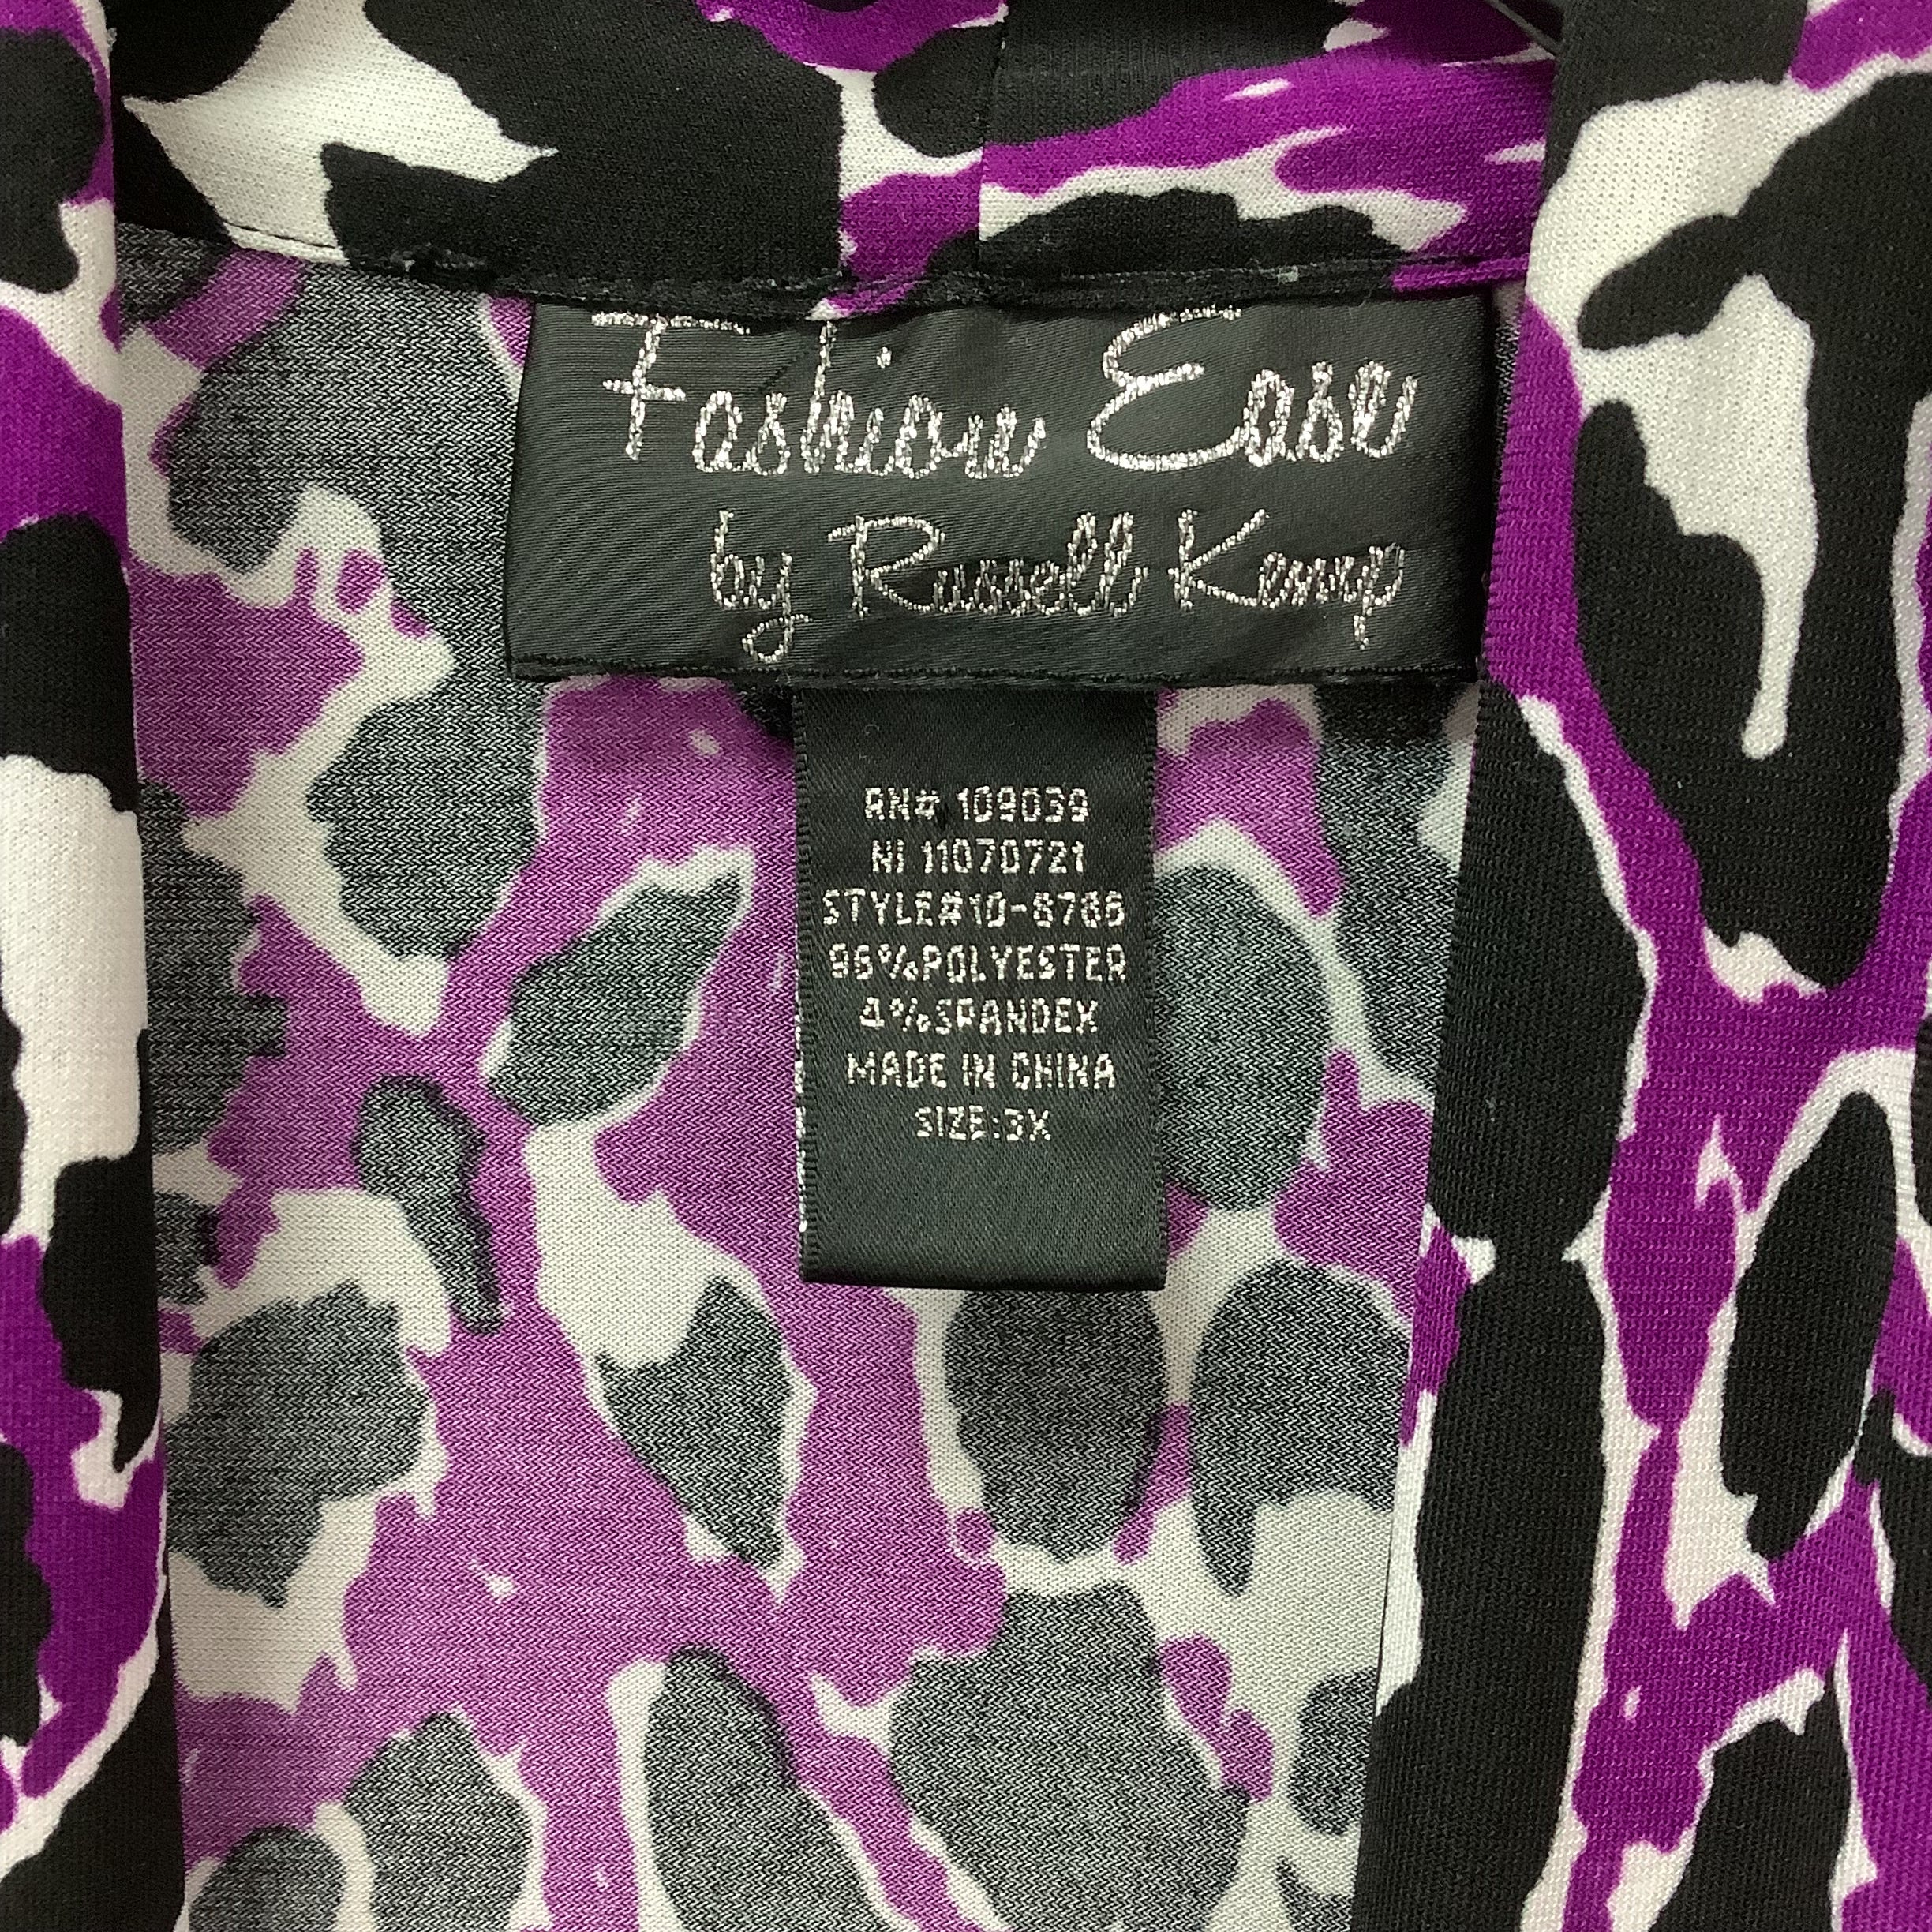 Fashion Ease
by Russell Kemp
RN# 109039
NI 11070721
STYLE#10-8766
96%POLYESTER
4%SPANDEX
MADE IN CHINA
SIZE:3X